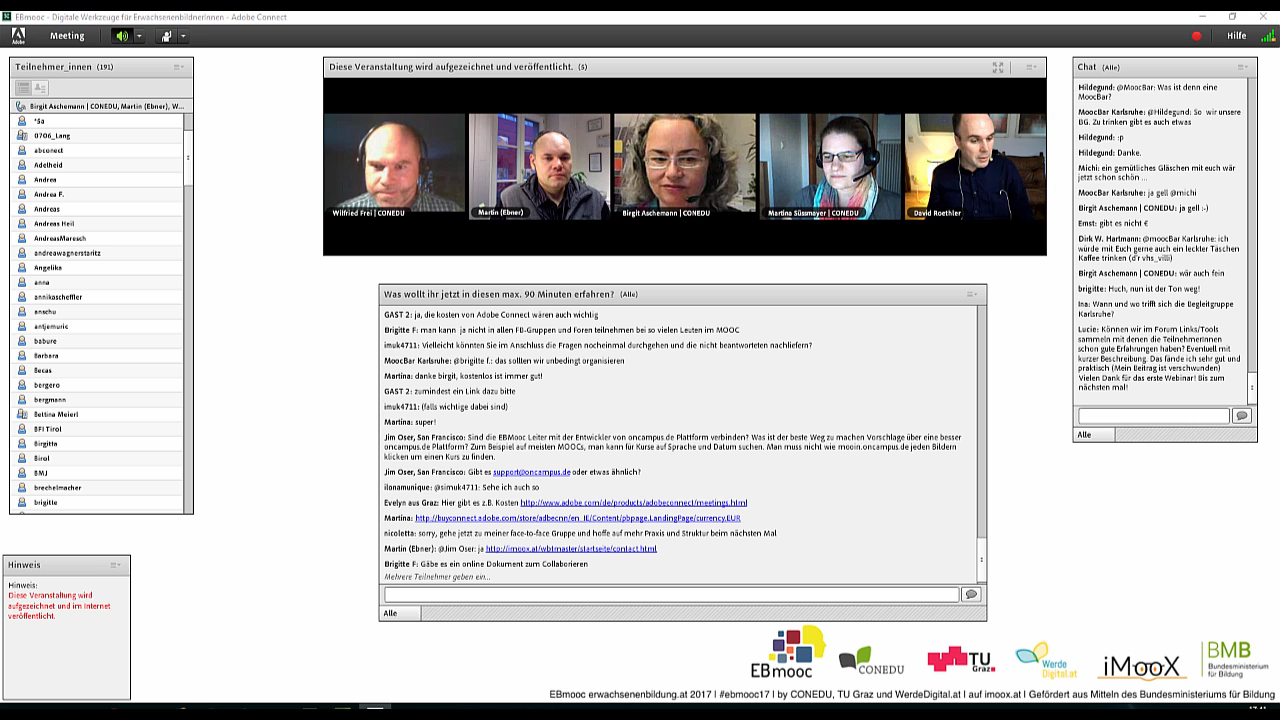 EBmooc - Digitale Werkzeuge für ErwachsenenbildnerInnen - Adobe Connect
Adobe
Meeting
Hilfe
Teilnehmer_innen (191)
Birgit Aschemann | CONEDU, Martin (Ebner), W...
*Sa
0706_Lang
abconect
Adelheid
Andrea
Andrea F.
Andreas
Andreas Heil
AndreasMaresch
andreawagnerstaritz
Angelika
anna
annikascheffler
anschu
antjemuric
babure
Barbara
Becas
bergero
bergmann
Bettina Meierl
BFI Tirol
Birgitta
Birol
BMJ
brechelmacher
brigitte
Hinweis
Hinweis:
Diese Veranstaltung wird
aufgezeichnet und im Internet
veröffentlicht.
Diese Veranstaltung wird aufgezeichnet und veröffentlicht. (5)
Wilfried Frei | CONEDU
Martin (Ebner)
Birgit Aschemann | CONEDU
Martina Süssmayer | CONEDU
David Roethler
Was wollt ihr jetzt in diesen max. 90 Minuten erfahren? (Alle)
GAST 2: ja, die kosten von Adobe Connect wären auch wichtig
Brigitte F: man kann ja nicht in allen FB-Gruppen und Foren teilnehmen bei so vielen Leuten im MOOC
imuk4711: Vielleicht könnten Sie im Anschluss die Fragen nocheinmal durchgehen und die nicht beantworteten nachliefern?
MoocBar Karlsruhe: @brigitte f.: das sollten wir unbedingt organisieren
Martina: danke birgit, kostenlos ist immer gut!
GAST 2: zumindest ein Link dazu bitte
imuk4711: (falls wichtige dabei sind)
Martina: super!
Jim Oser, San Francisco: Sind die EBMooc Leiter mit der Entwickler von oncampus.de Plattform verbinden? Was ist der beste Weg zu machen Vorschlage über eine besser
oncampus.de Plattform? Zum Beispiel auf meisten MOOCs, man kann für Kurse auf Sprache und Datum suchen. Man muss nicht wie mooin.oncampus.de jeden Bildern
klicken um einen Kurs zu finden.
Jim Oser, San Francisco: Gibt es support@oncampus.de oder etwas ähnlich?
ilonamunique: @simuk4711: Sehe ich auch so
Evelyn aus Graz: Hier gibt es z.B. Kosten http://www.adobe.com/de/products/adobeconnect/meetings.html
Martina: http://buyconnect.adobe.com/store/adbecnn/en_IE/Content/pbpage.LandingPage/currency.EUR
nicoletta: sorry, gehe jetzt zu meiner face-to-face Gruppe und hoffe auf mehr Praxis und Struktur beim nächsten Mal
Martin (Ebner): @Jim Oser: ja http://imoox.at/wbtmaster/startseite/contact.html
Brigitte F: Gäbe es ein online Dokument zum Collaborieren
Mehrere Teilnehmer geben ein...
Alle
Chat (Alle)
Hildegund: @MoocBar: Was ist denn eine
MoocBar?
MoocBar Karlsruhe: @Hildegund: So wir unsere
BG. Zu trinken gibt es auch etwas
Hildegund: :p
Hildegund: Danke.
Michi: ein gemütliches Gläschen mit euch wär
jetzt schon schön ...
MoocBar Karlsruhe: ja gell @michi
Birgit Aschemann | CONEDU: ja gell ;-)
Ernst: gibt es nicht €
Dirk W. Hartmann: @moocBar Karlsruhe: ich
würde mit Euch gerne auch ein leckter Täschen
Kaffee trinken (d'r vhs_villi)
Birgit Aschemann | CONEDU: wär auch fein
brigitte: Huch, nun ist der Ton weg!
Ina: Wann und wo trifft sich die Begleitgruppe
Karlsruhe?
Lucie: Können wir im Forum Links/Tools
sammeln mit denen die TeilnehmerInnen
schon gute Erfahrungen haben? Eventuell mit
kurzer Beschreibung. Das fände ich sehr gut und
praktisch (Mein Beitrag ist verschwunden)
Vielen Dank für das erste Webinar! Bis zum
nächsten mal!
Alle
EBmooc
CONEDU
TU
Graz
Werde
Digital.at
iMooX
BMB
Bundesministerium
für Bildung
EBmooc erwachsenenbildung.at 2017 I #ebmooc17 I by CONEDU, TU Graz und WerdeDigital.at I auf imoox.at I Gefördert aus Mitteln des Bundesministeriums für Bildung